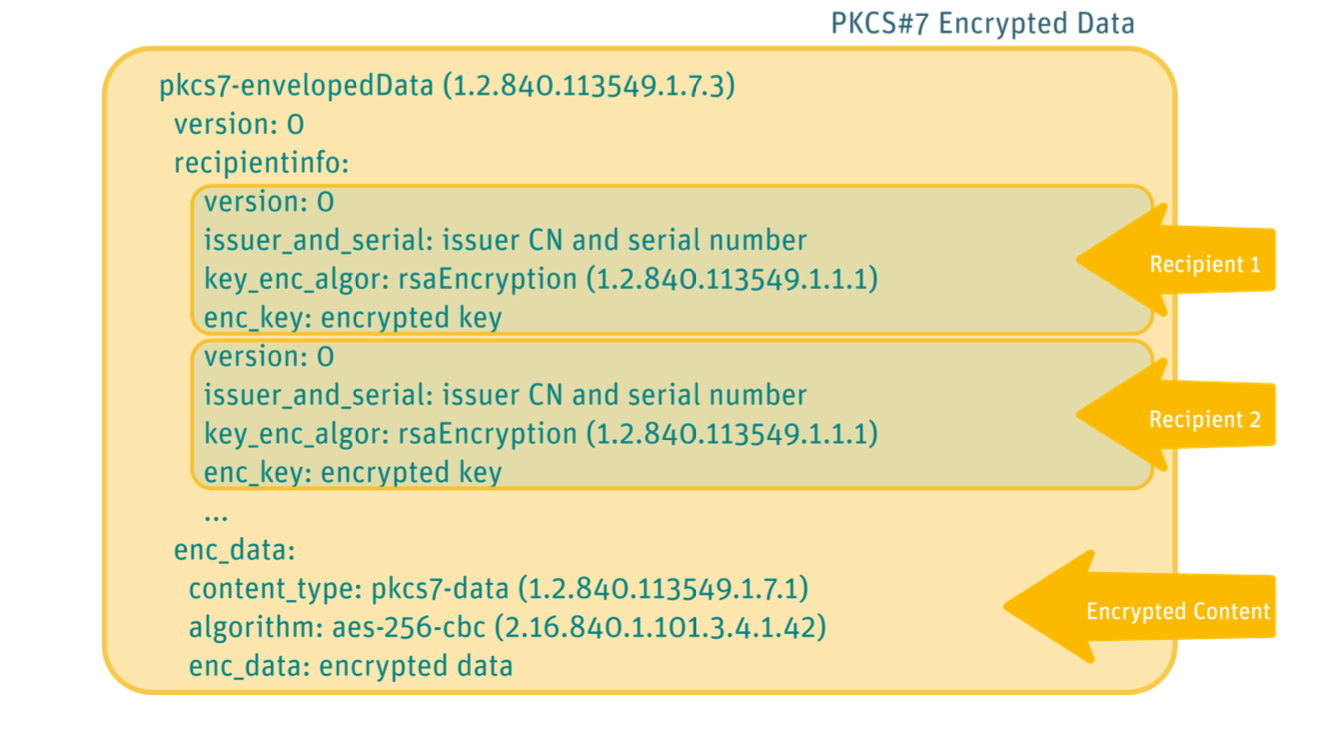 PKCS#7 Encrypted Data
pkcs7-envelopedData (1.2.840.113549.1.7.3)
version: 0
recipientinfo:
version: 0
issuer_and_serial: issuer CN and serial number
key_enc_algor: rsaEncryption (1.2.840.113549.1.1.1)
enc_key: encrypted key
Recipient 1
version: 0
issuer_and_serial: issuer CN and serial number
key_enc_algor: rsaEncryption (1.2.840.113549.1.1.1)
enc_key: encrypted key
Recipient 2
...
enc_data:
content_type: pkcs7-data (1.2.840.113549.1.7.1)
algorithm: aes-256-cbc (2.16.840.1.101.3.4.1.42)
enc_data: encrypted data
Encrypted Content